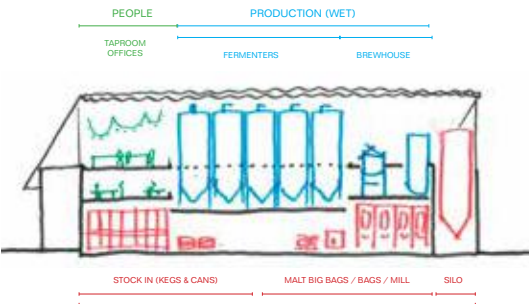 PEOPLE
PRODUCTION (WET)
TAPROOM
OFFICES
FERMENTERS
BREWHOUSE
STOCK IN (KEGS & CANS)
MALT BIG BAGS / BAGS / MILL
SILO